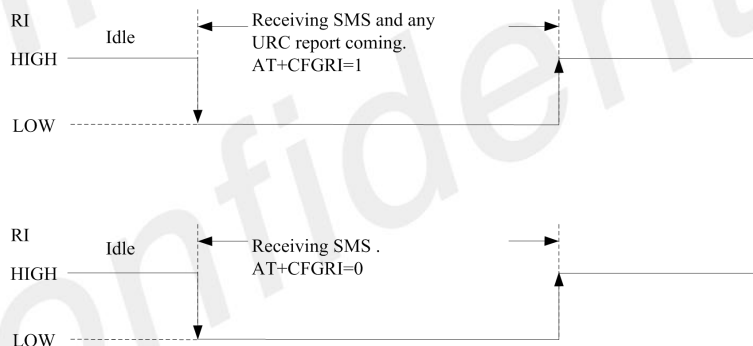 RI
Idle
HIGH
LOW
Receiving SMS and any
URC report coming.
AT+CFGRI=1
RI
Idle
HIGH
LOW
Receiving SMS .
AT+CFGRI=0